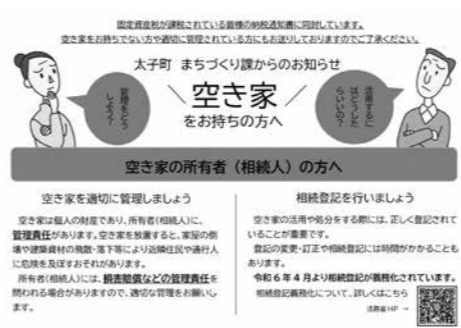 固定資産税が課税されている皆様の納税通知書に同封しています。
空き家をお持ちでない方や適切に管理されている方にもお送りしておりますのでご了承ください。
太子町 まちづくり課からのお知らせ
空き家
をお持ちの方へ
管理をどうしよう？
活用するにはどうしたらいいの？
空き家の所有者（相続人）の方へ
空き家を適切に管理しましょう
空き家は個人の財産であり、所有者(相続人)に、
管理責任があります。空き家を放置すると、家屋の倒
壊や建築資材の飛散・落下等により近隣住民や通行人
に危険を及ぼすおそれがあります。
所有者(相続人)には、損害賠償などの管理責任を
問われる場合がありますので、適切な管理をお願いし
ます。
相続登記を行いましょう
空き家の活用や処分をする際には、正しく登記されて
いることが重要です。
登記の変更・訂正や相続登記には時間がかかることも
あります。
令和６年４月より相続登記が義務化されています。
相続登記義務化について、詳しくはこちら
法務省 HP →